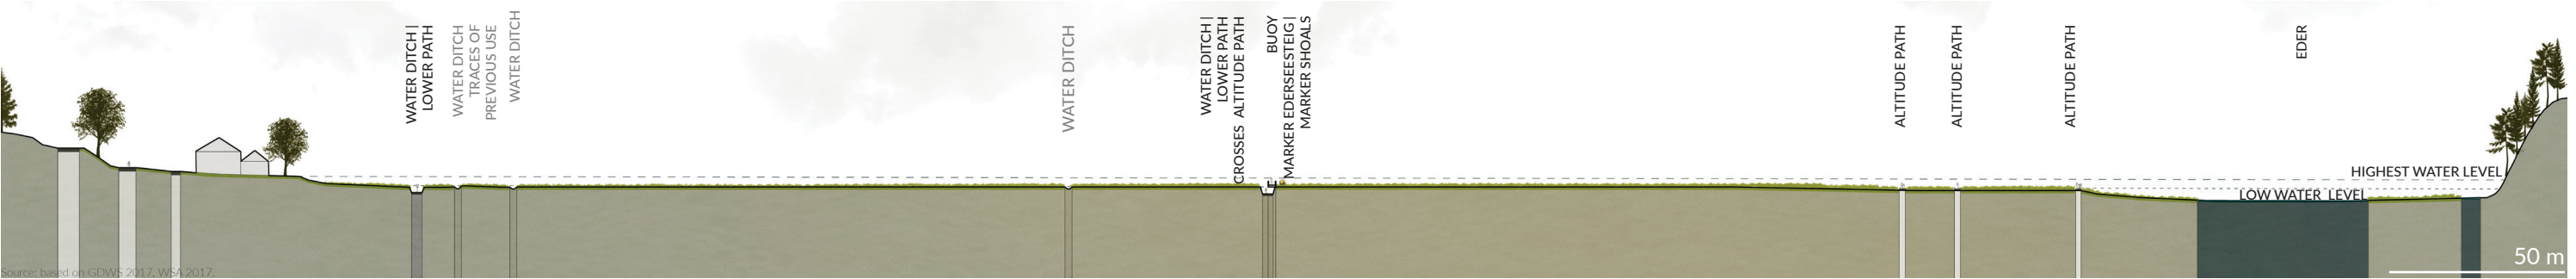 WATER DITCH |
LOWER PATH
WATER DITCH
TRACES OF
PREVIOUS USE
WATER DITCH
WATER DITCH
WATER DITCH |
LOWER PATH
CROSSES ALTITUDE PATH
BUOY
MARKER EDERSEESTEIG |
MARKER SHOALS
ALTITUDE PATH
ALTITUDE PATH
ALTITUDE PATH
EDER
HIGHEST WATER LEVEL
LOW WATER LEVEL
50 m
Source: based on GDWS 2017, WSA 2017.